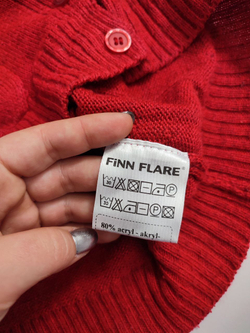 FiNN FLARE®
80% acryl - akryl-